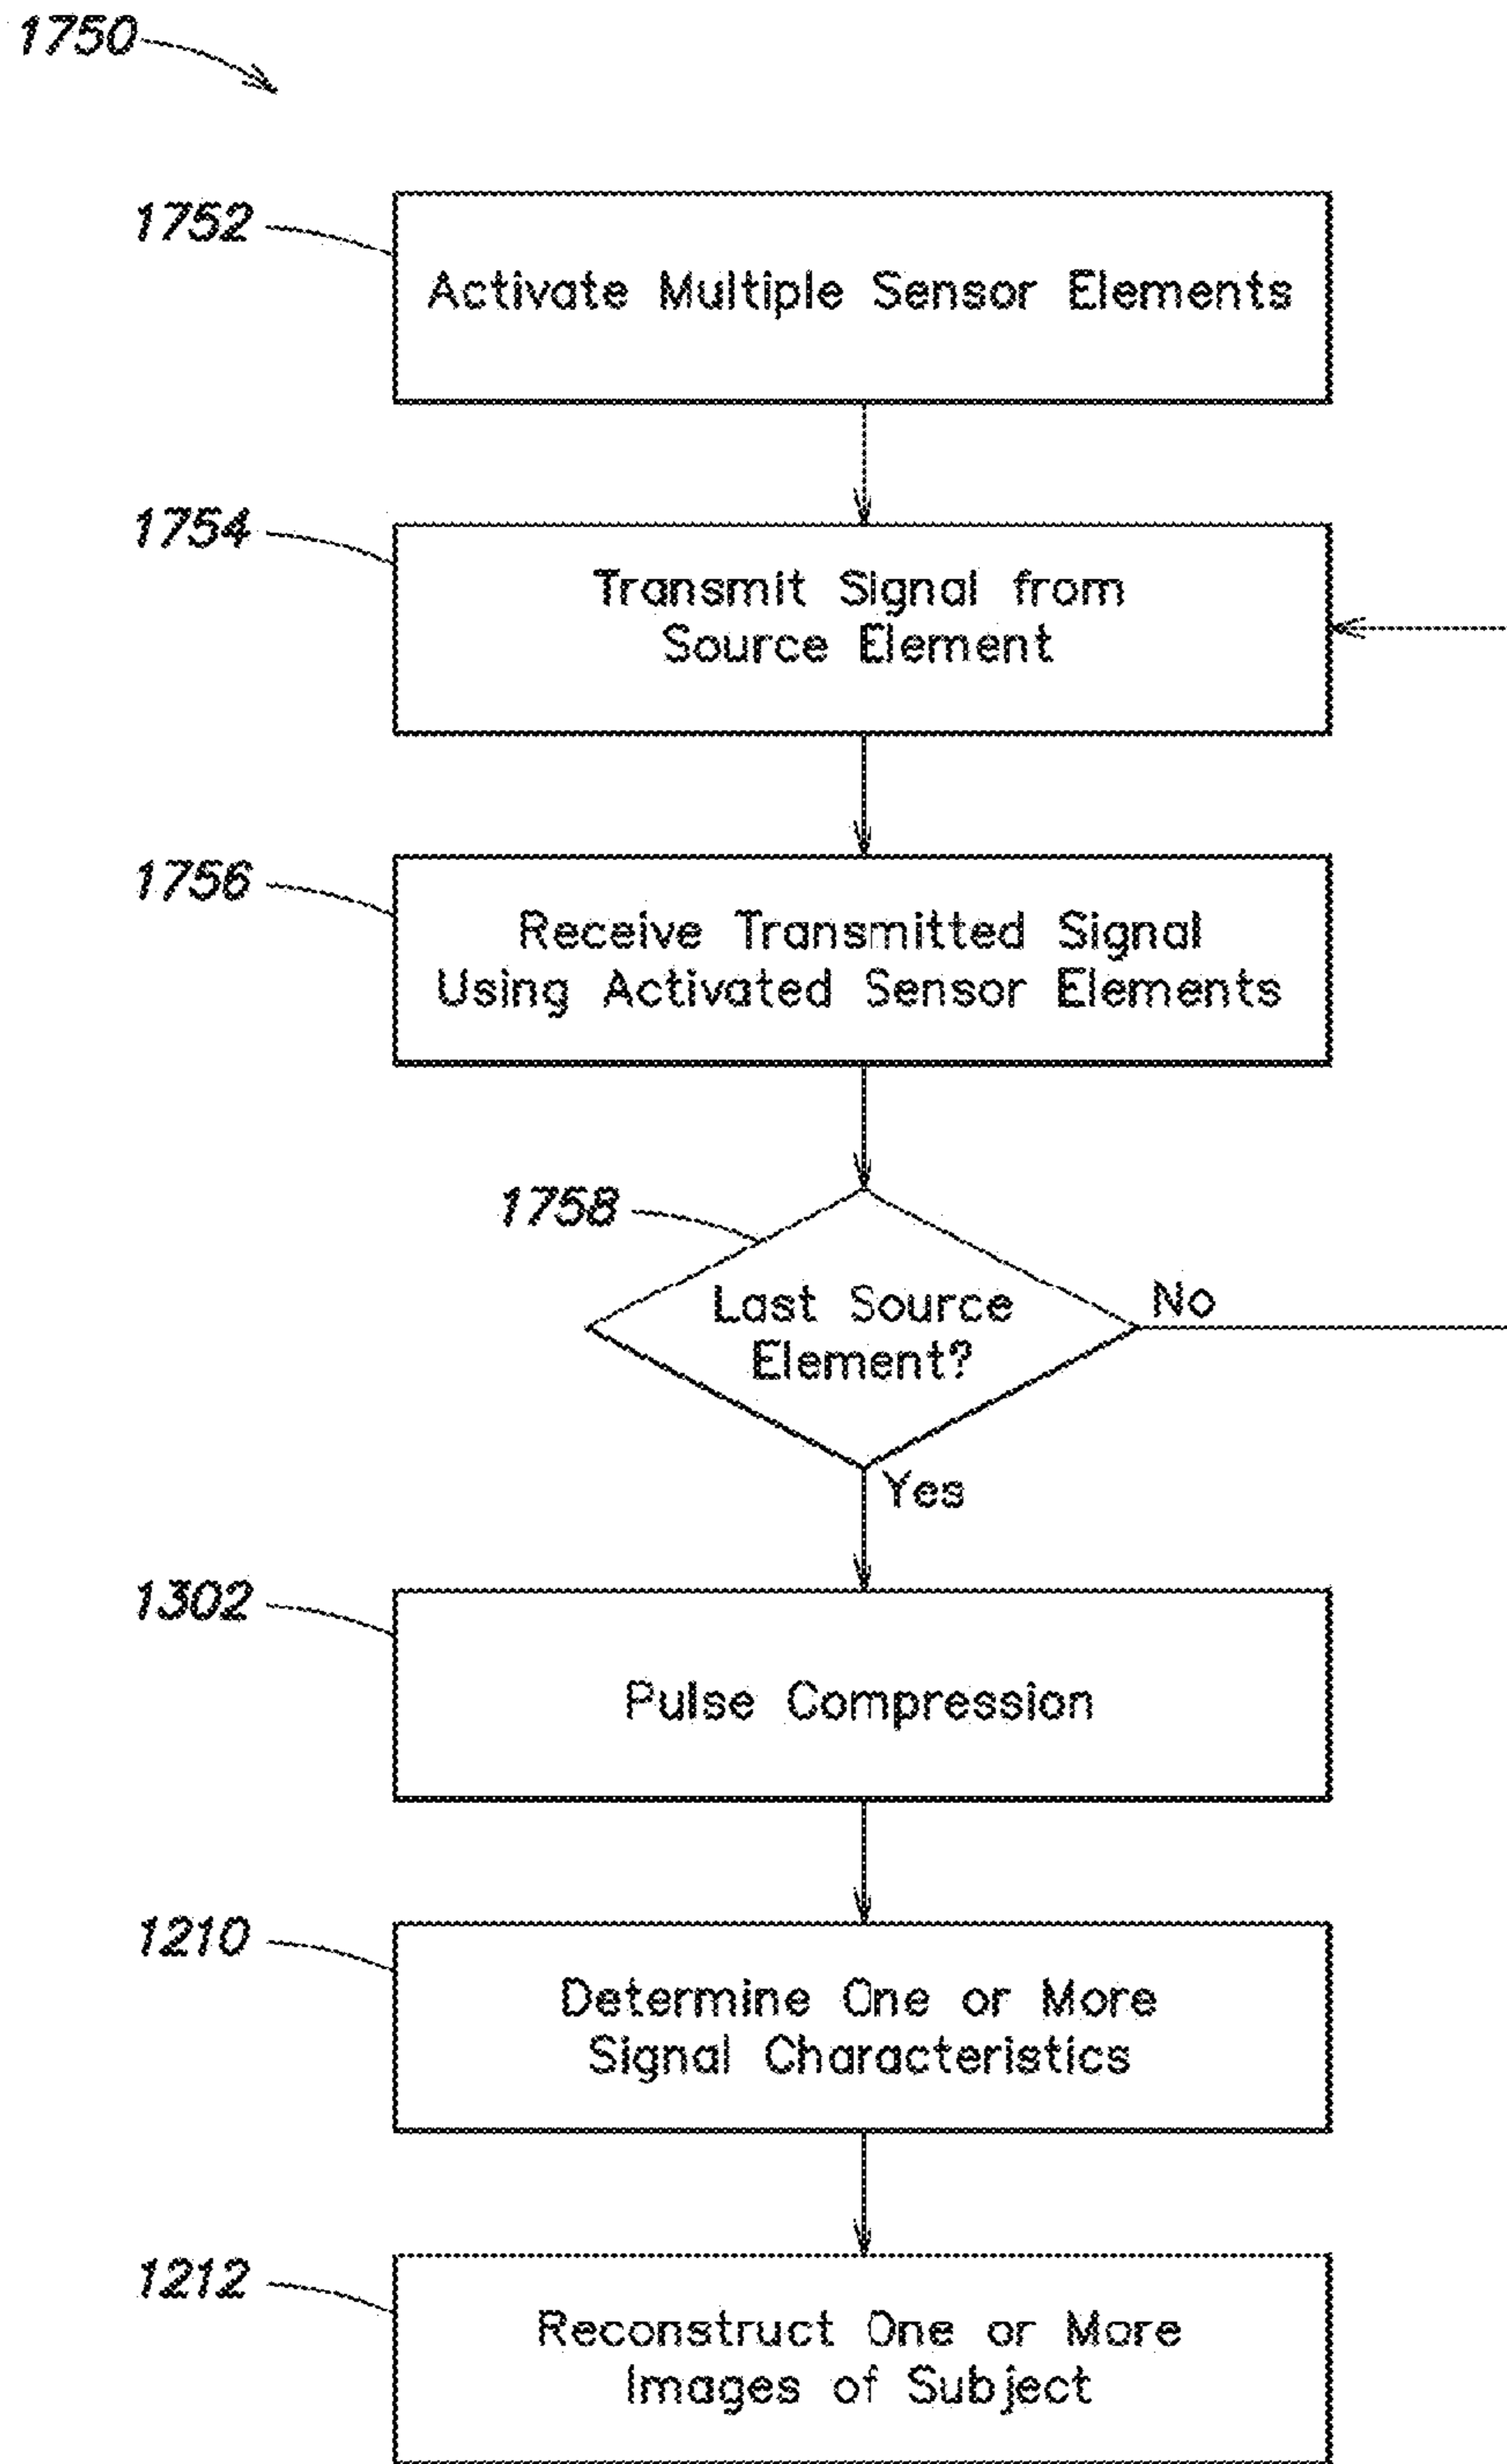 1750
1752
Activate Multiple Sensor Elements
1754
Transmit Signal from
Source Element
1756
Receive Transmitted Signal
Using Activated Sensor Elements
1758
Last Source
Element?
No
Yes
1302
Pulse Compression
1210
Determine One or More
Signal Characteristics
1212
Reconstruct One or More
Images of Subject